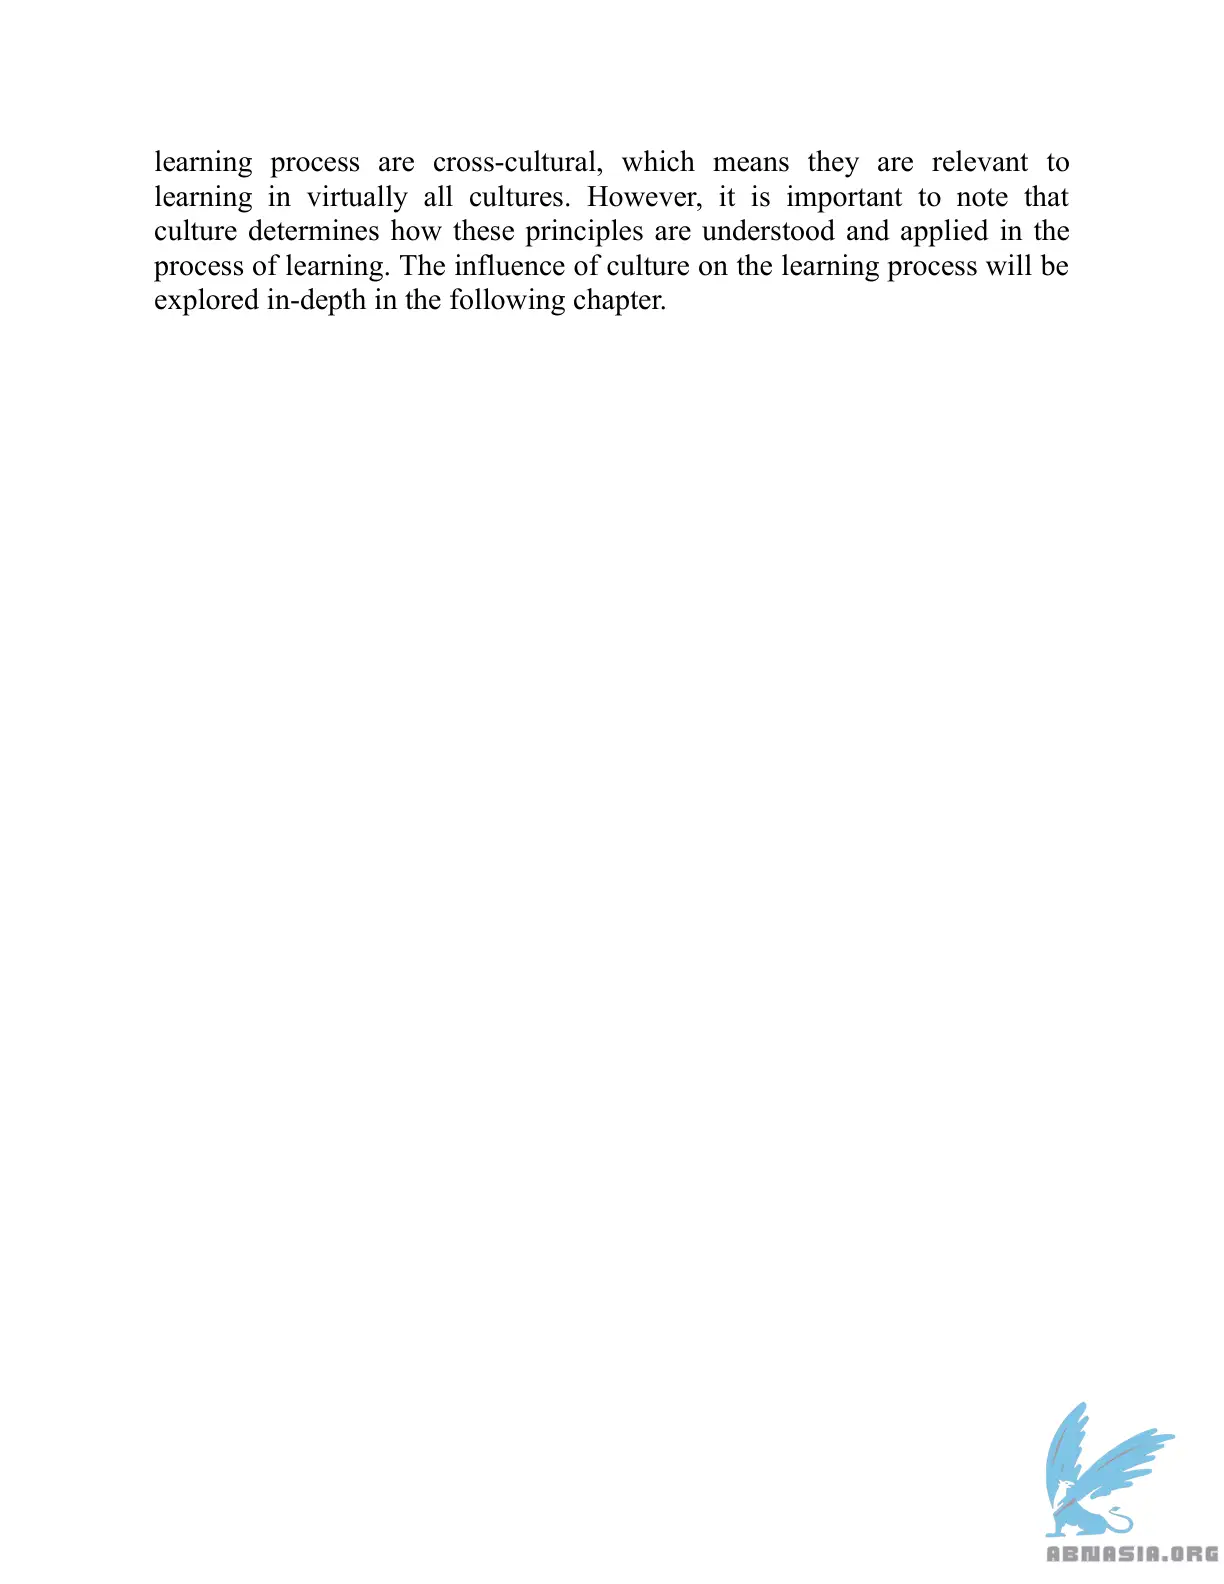 learning process are cross-cultural, which means they are relevant to
learning in virtually all cultures. However, it is important to note that
culture determines how these principles are understood and applied in the
process of learning. The influence of culture on the learning process will be
explored in-depth in the following chapter.
ABNASIA.ORG